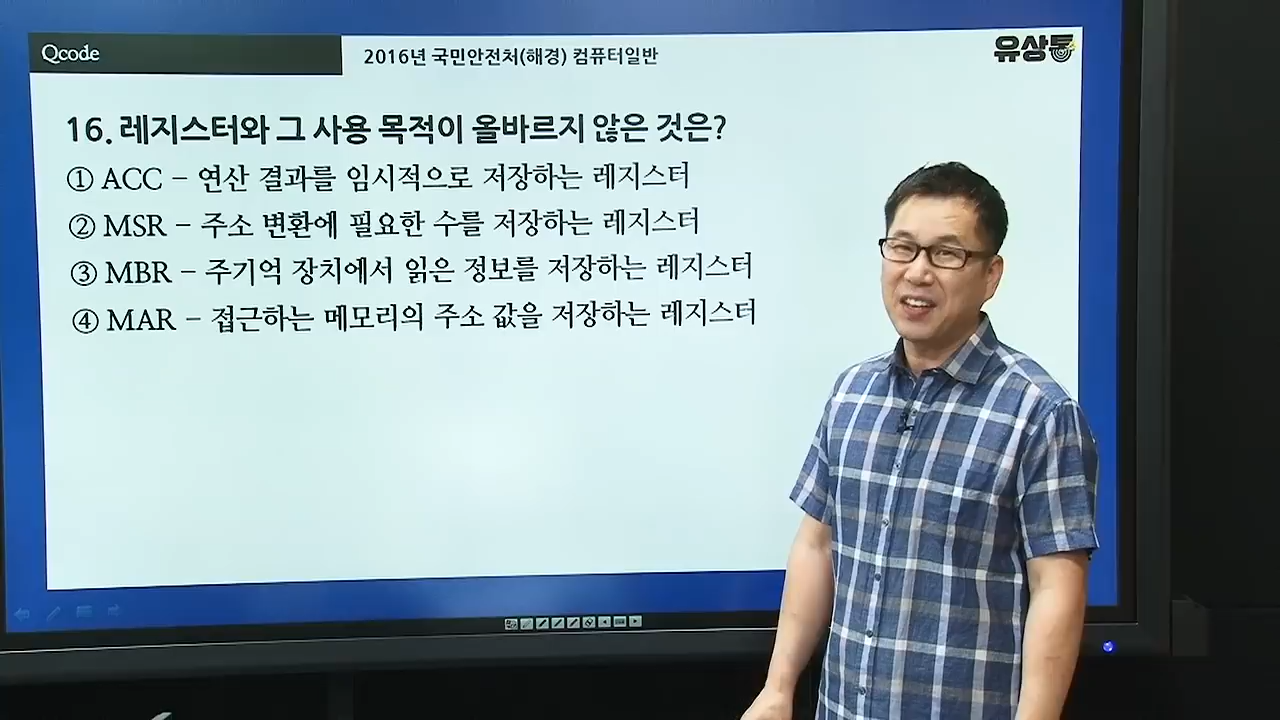 Qcode
2016년 국민안전처(해경) 컴퓨터일반
유상통
16. 레지스터와 그 사용 목적이 올바르지 않은 것은?
① ACC – 연산 결과를 임시적으로 저장하는 레지스터
② MSR – 주소 변환에 필요한 수를 저장하는 레지스터
③ MBR – 주기억 장치에서 읽은 정보를 저장하는 레지스터
④ MAR – 접근하는 메모리의 주소 값을 저장하는 레지스터